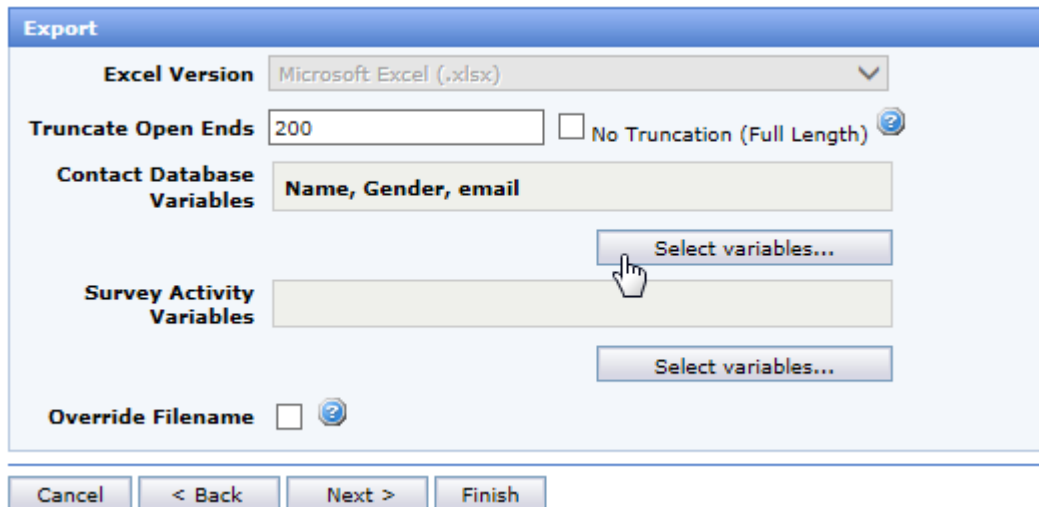 Export
Excel Version Microsoft Excel (.xlsx)
Truncate Open Ends 200 No Truncation (Full Length) ?
Contact Database
Variables Name, Gender, email
Select variables...
Survey Activity
Variables
Select variables...
Override Filename ?
Cancel < Back Next > Finish